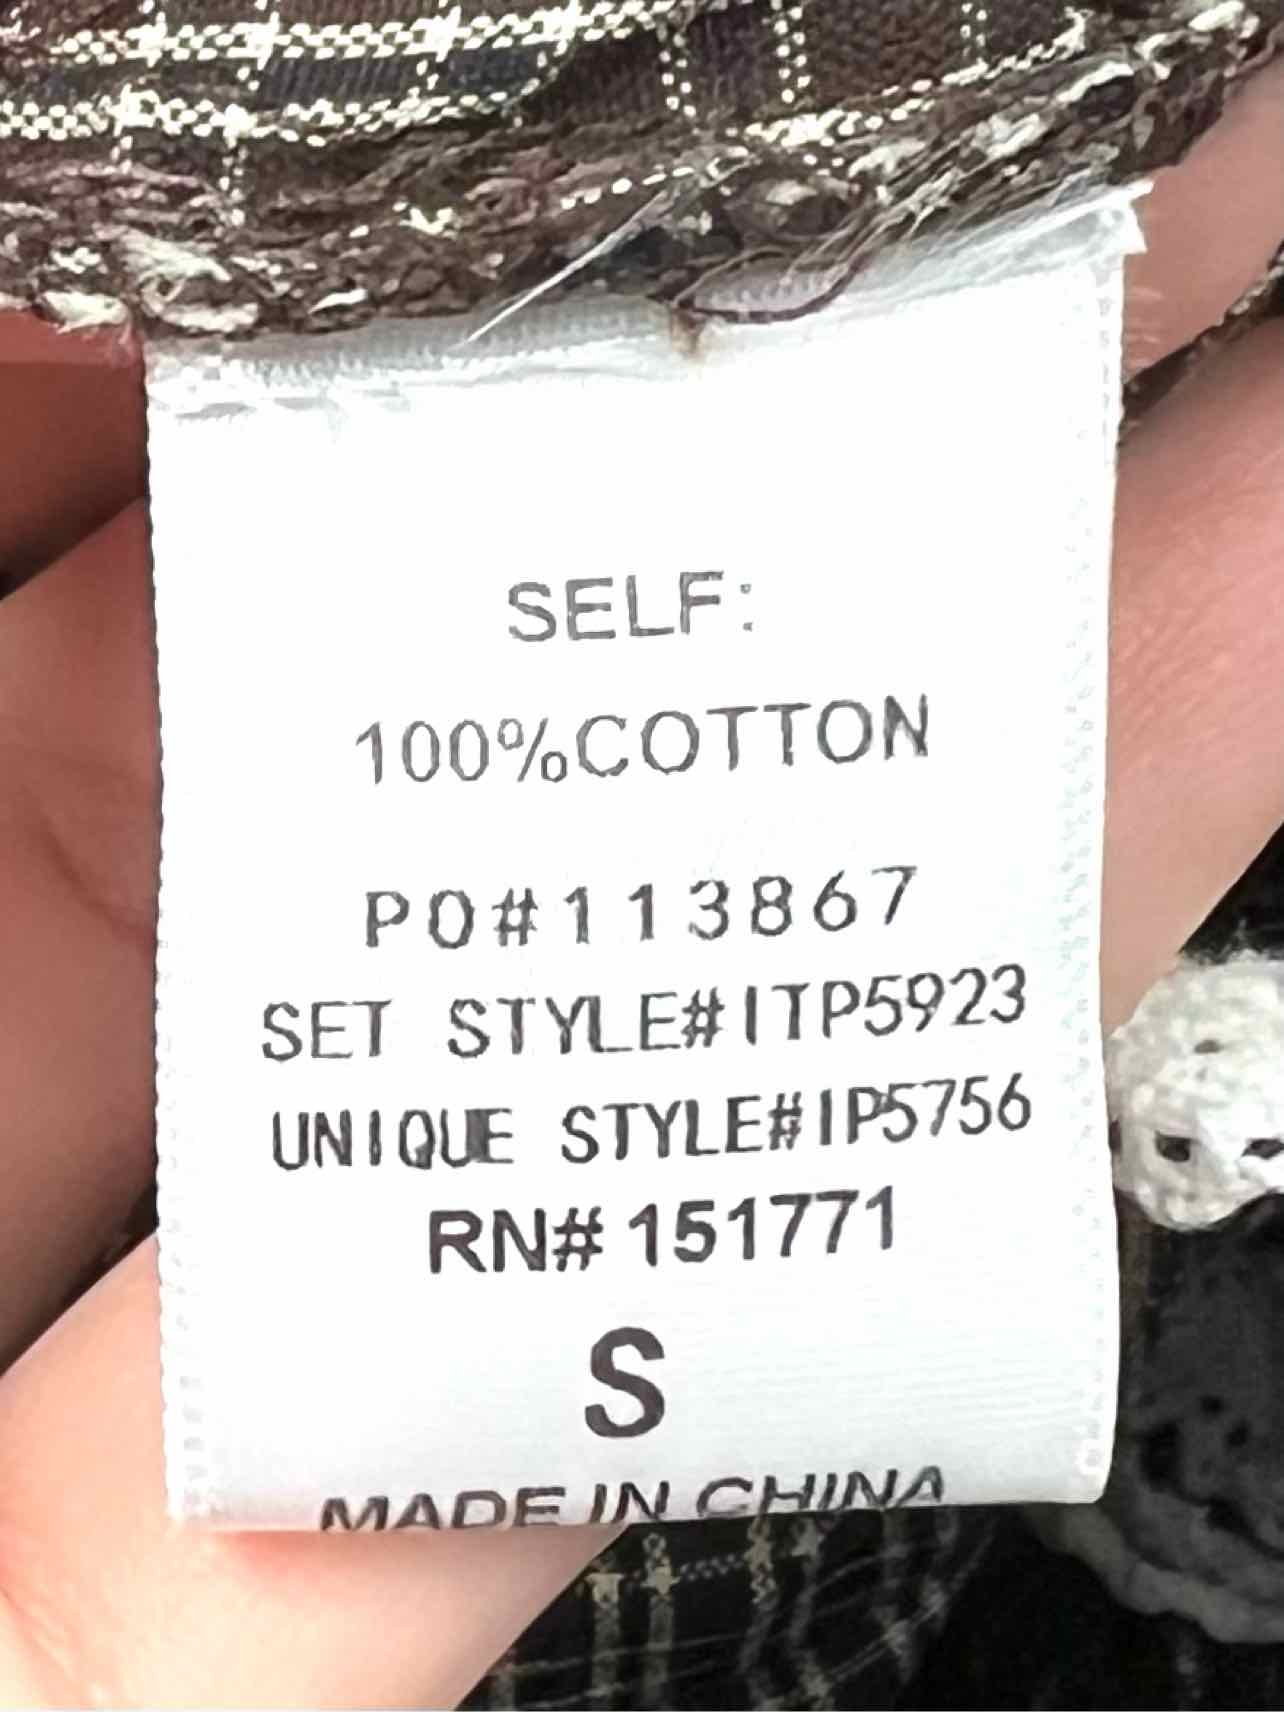 SELF:
100%COTTON
PO#113867
SET STYLE#ITP5923
UNIQUE STYLE#IP5756
RN# 151771
S
MADE IN CHINA